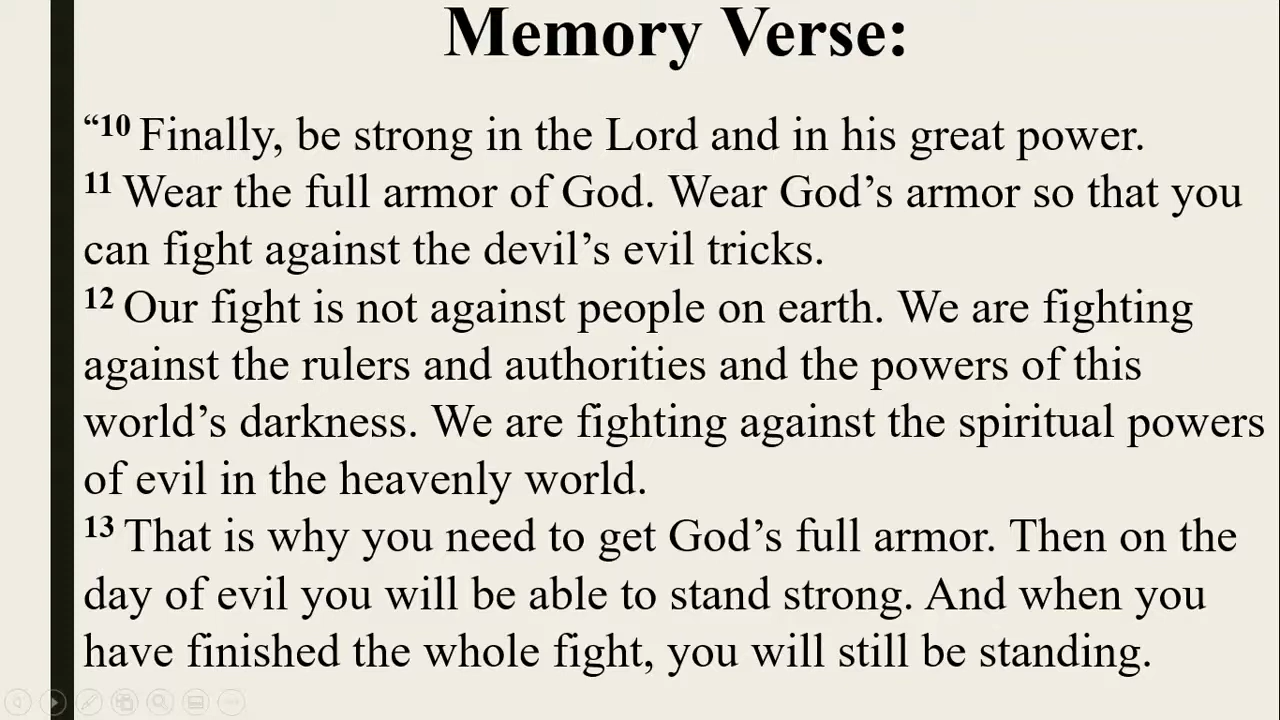 Memory Verse:
“10 Finally, be strong in the Lord and in his great power.
11 Wear the full armor of God. Wear God’s armor so that you
can fight against the devil’s evil tricks.
12 Our fight is not against people on earth. We are fighting
against the rulers and authorities and the powers of this
world’s darkness. We are fighting against the spiritual powers
of evil in the heavenly world.
13 That is why you need to get God’s full armor. Then on the
day of evil you will be able to stand strong. And when you
have finished the whole fight, you will still be standing.